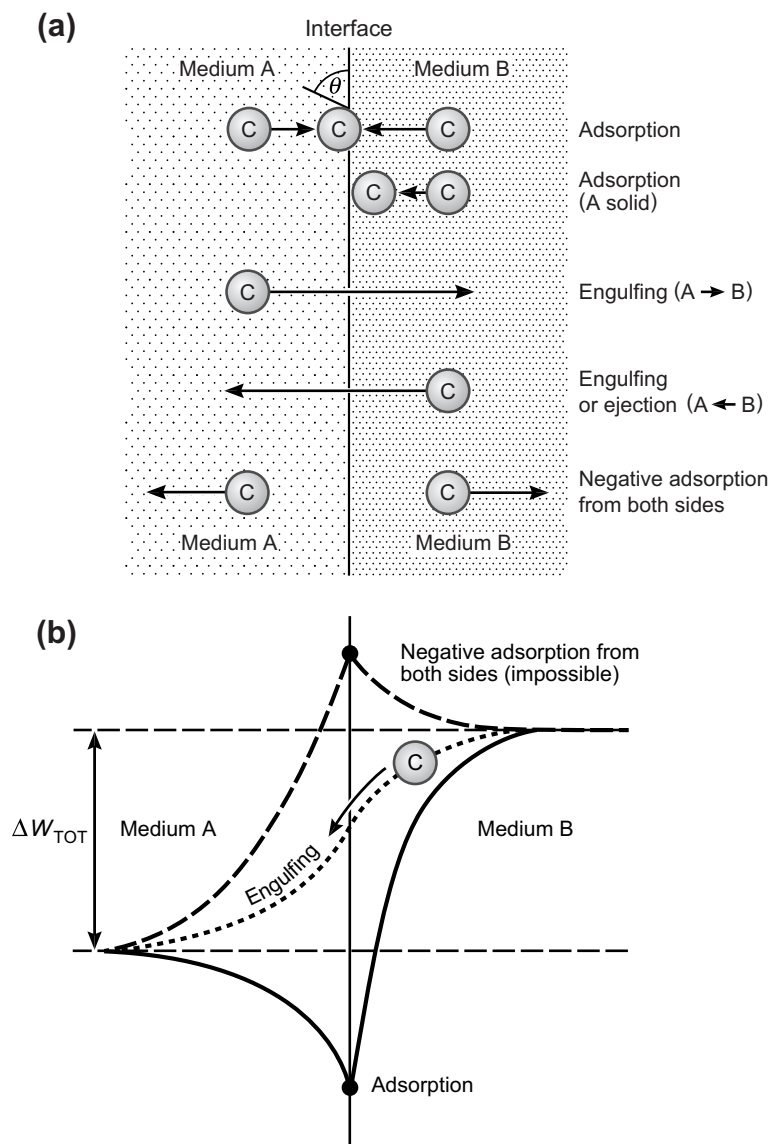 (a)
Interface
Medium A
Medium B
θ
C
C
C
Adsorption
C
C
Adsorption
(A solid)
C
Engulfing (A → B)
C
Engulfing
or ejection (A ← B)
C
C
Negative adsorption
from both sides
Medium A
Medium B
(b)
Negative adsorption from
both sides (impossible)
C
ΔW_TOT
Medium A
Medium B
Engulfing
Adsorption